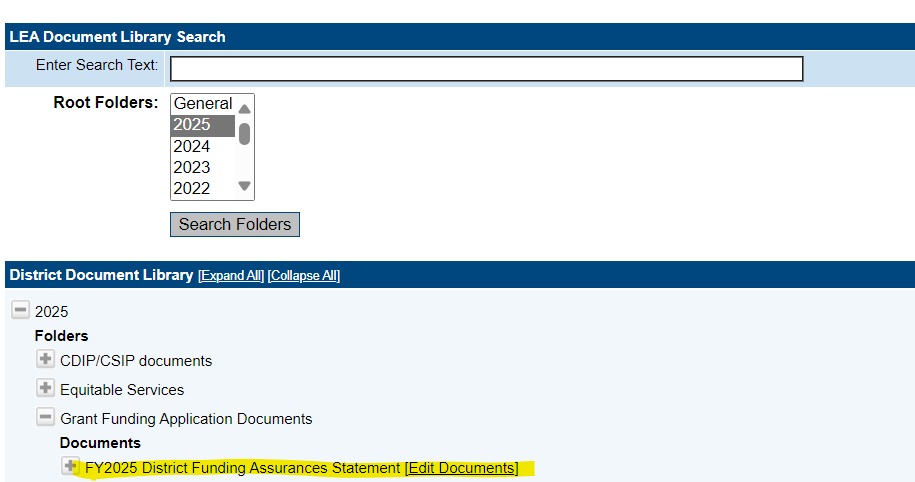 LEA Document Library Search
Enter Search Text:
Root Folders:
General
2025
2024
2023
2022
Search Folders
District Document Library [Expand All] [Collapse All]
2025
Folders
CDIP/CSIP documents
Equitable Services
Grant Funding Application Documents
Documents
FY2025 District Funding Assurances Statement [Edit Documents]